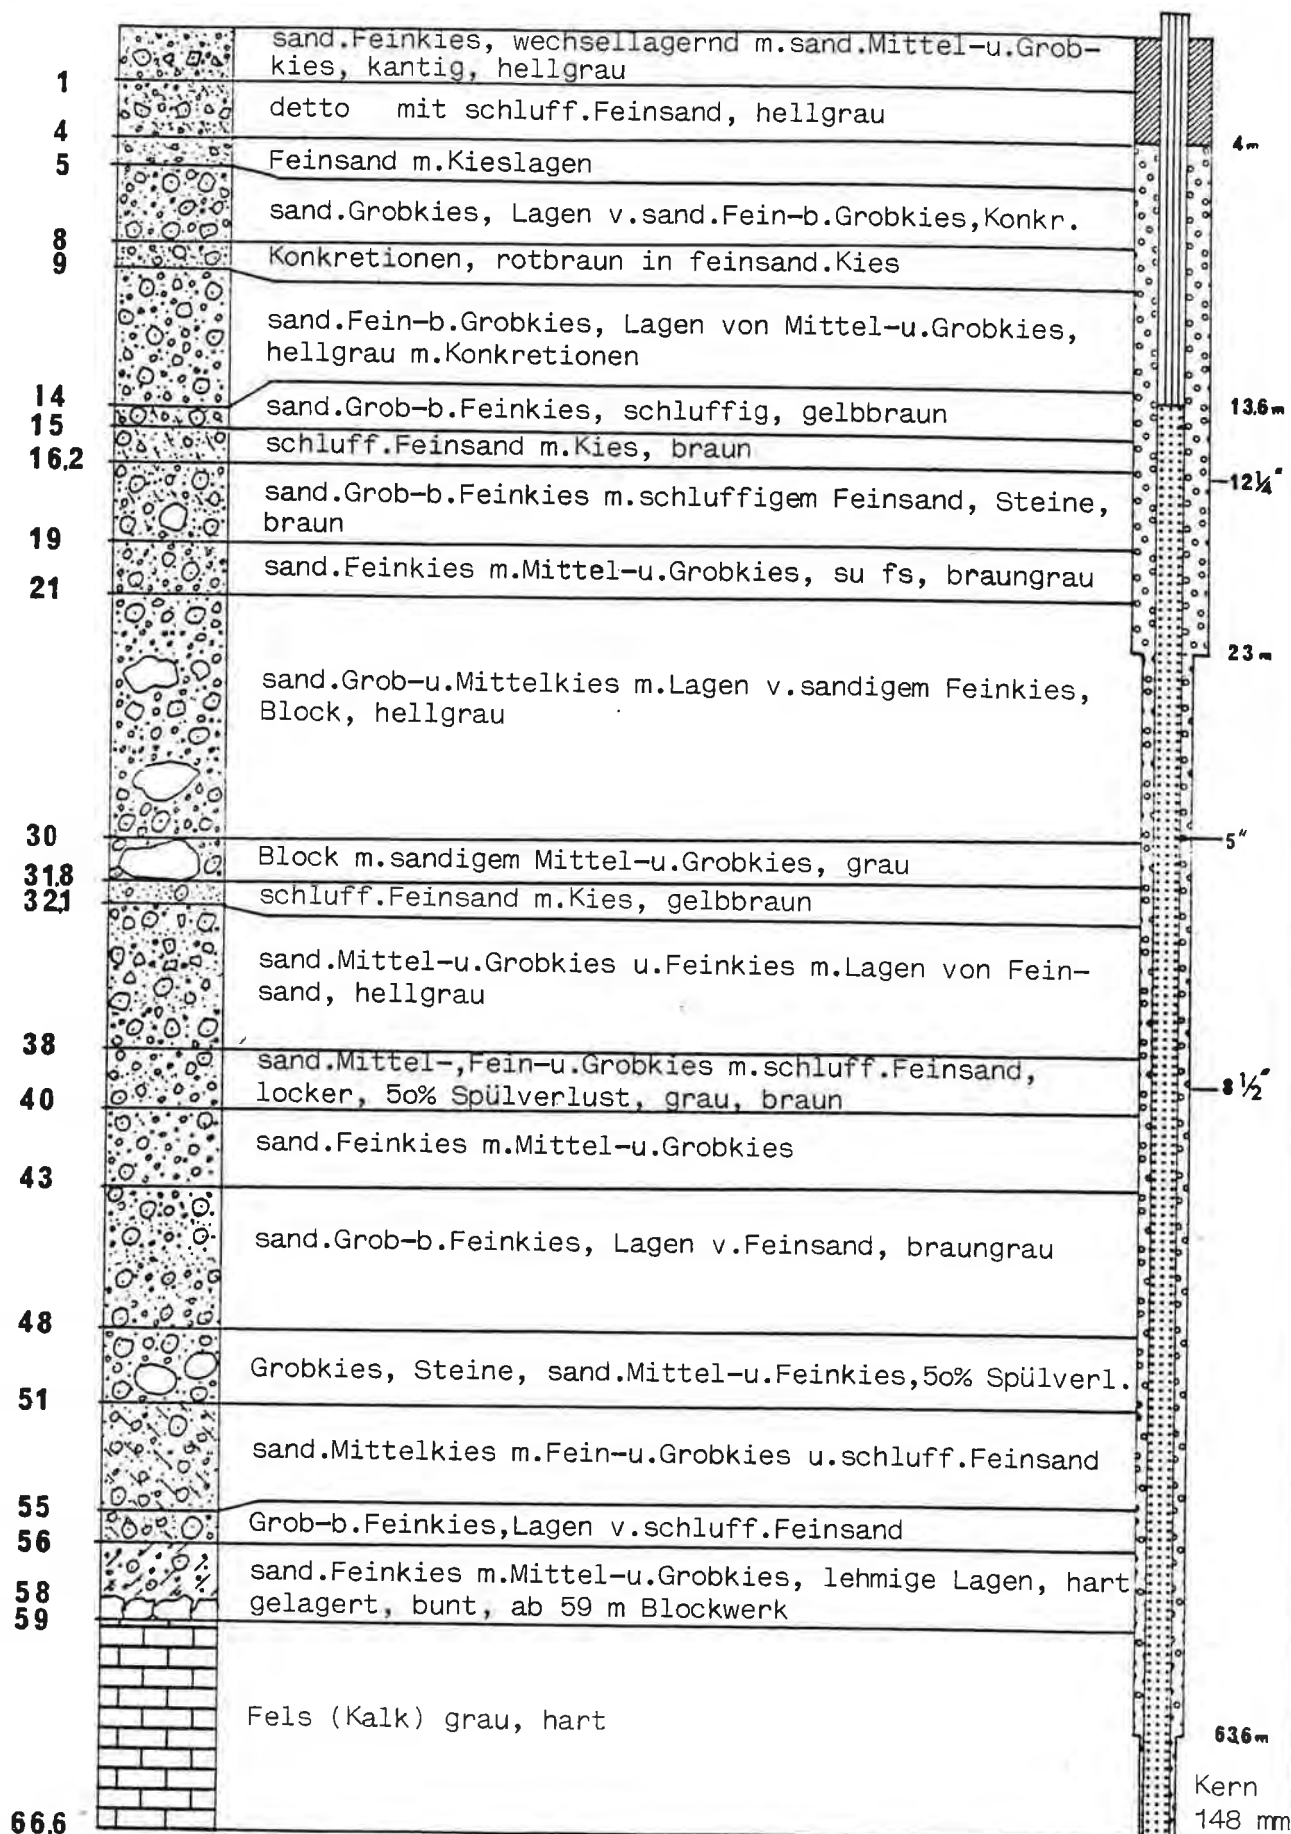 sand.Feinkies, wechsellagernd m.sand.Mittel-u.Grob-
kies, kantig, hellgrau
1
detto mit schluff.Feinsand, hellgrau
4
4m
5
Feinsand m.Kieslagen
sand.Grobkies, Lagen v.sand.Fein-b.Grobkies,Konkr.
8
Konkretionen, rotbraun in feinsand.Kies
9
sand.Fein-b.Grobkies, Lagen von Mittel-u.Grobkies,
hellgrau m.Konkretionen
14
13.6m
sand.Grob-b.Feinkies, schluffig, gelbbraun
15
schluff.Feinsand m.Kies, braun
16,2
12¼"
sand.Grob-b.Feinkies m.schluffigem Feinsand, Steine,
braun
19
sand.Feinkies m.Mittel-u.Grobkies, su fs, braungrau
21
23m
sand.Grob-u.Mittelkies m.Lagen v.sandigem Feinkies,
Block, hellgrau
30
5"
Block m.sandigem Mittel-u.Grobkies, grau
31,8
32,1
schluff.Feinsand m.Kies, gelbbraun
sand.Mittel-u.Grobkies u.Feinkies m.Lagen von Fein-
sand, hellgrau
38
sand.Mittel-,Fein-u.Grobkies m.schluff.Feinsand,
locker, 5o% Spülverlust, grau, braun
8½"
40
sand.Feinkies m.Mittel-u.Grobkies
43
sand.Grob-b.Feinkies, Lagen v.Feinsand, braungrau
48
Grobkies, Steine, sand.Mittel-u.Feinkies,5o% Spülverl.
51
sand.Mittelkies m.Fein-u.Grobkies u.schluff.Feinsand
55
Grob-b.Feinkies,Lagen v.schluff.Feinsand
56
sand.Feinkies m.Mittel-u.Grobkies, lehmige Lagen, hart
58
gelagert, bunt, ab 59 m Blockwerk
59
Fels (Kalk) grau, hart
63,6m
Kern
148 mm
66,6